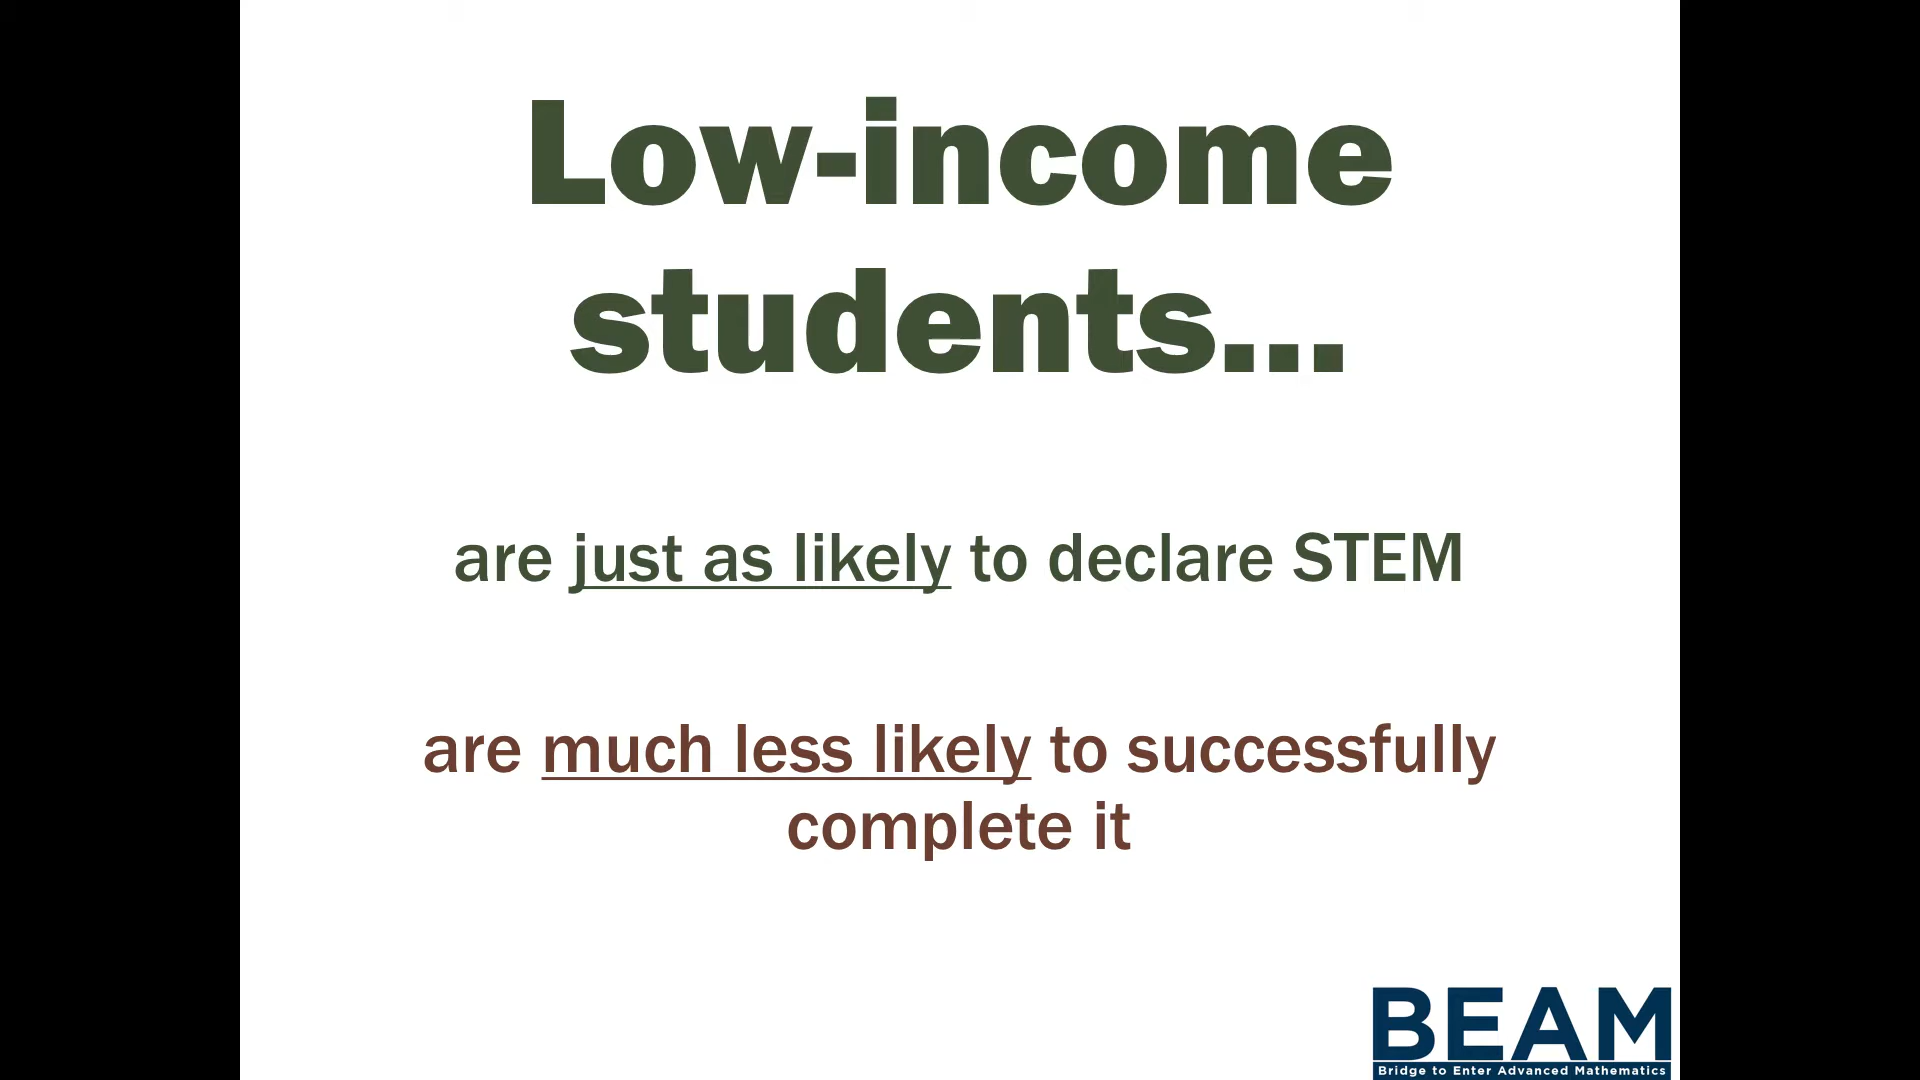 Low-income
students...
are just as likely to declare STEM
are much less likely to successfully
complete it
BEAM
Bridge to Enter Advanced Mathematics